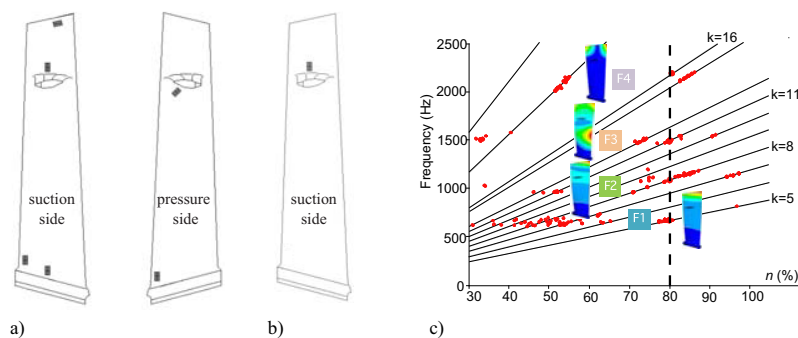 suction
side
pressure
side
a)
suction
side
b)
Frequency (Hz)
2500
2000
1500
1000
500
0
30
40
50
60
70
80
90
100
n (%)
k=16
k=11
k=8
k=5
F4
F3
F2
F1
c)